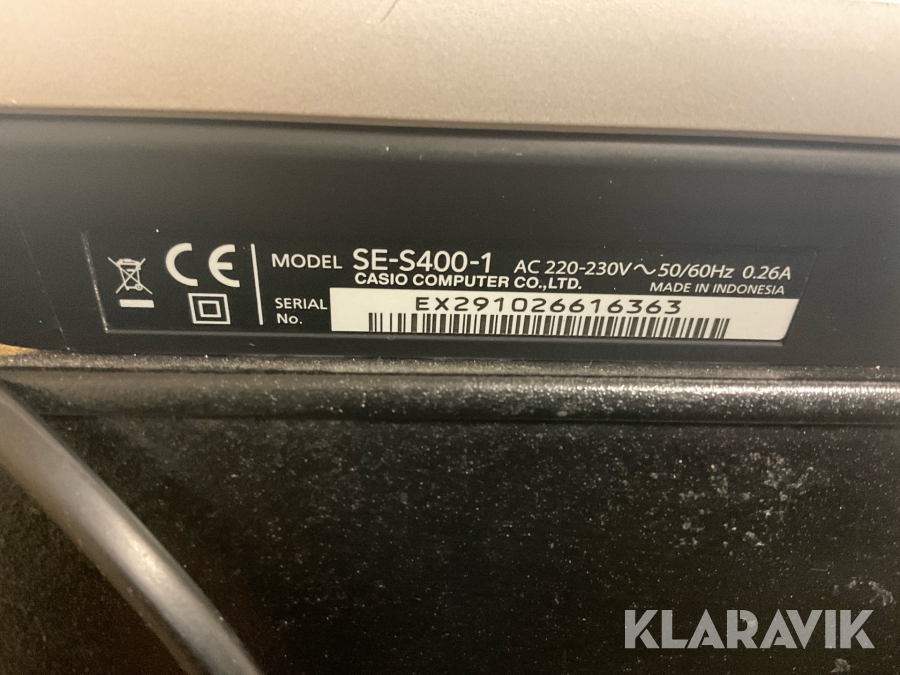 CE
MODEL SE-S400-1 AC 220-230V~50/60Hz 0.26A
CASIO COMPUTER CO.,LTD. MADE IN INDONESIA
SERIAL No. EX291026616363
KLARAVIK